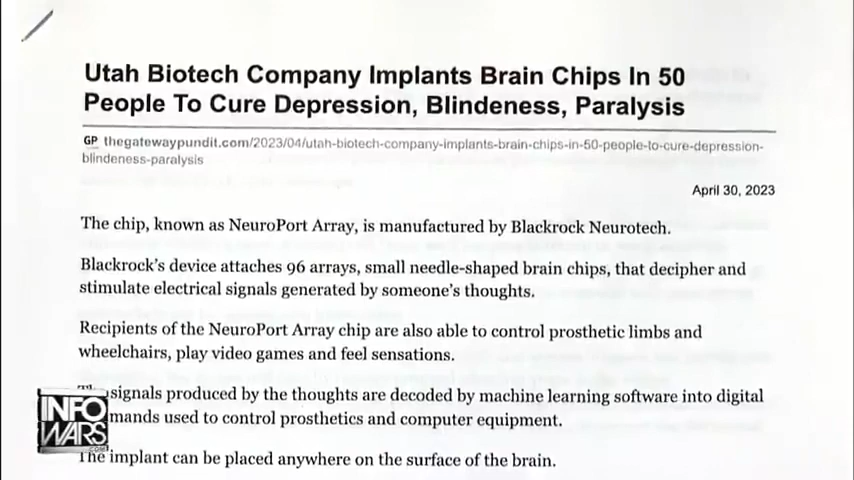 Utah Biotech Company Implants Brain Chips In 50
People To Cure Depression, Blindeness, Paralysis
GP thegatewaypundit.com/2023/04/utah-biotech-company-implants-brain-chips-in-50-people-to-cure-depression-
blindeness-paralysis
April 30, 2023
The chip, known as NeuroPort Array, is manufactured by Blackrock Neurotech.
Blackrock's device attaches 96 arrays, small needle-shaped brain chips, that decipher and
stimulate electrical signals generated by someone's thoughts.
Recipients of the NeuroPort Array chip are also able to control prosthetic limbs and
wheelchairs, play video games and feel sensations.
signals produced by the thoughts are decoded by machine learning software into digital
mands used to control prosthetics and computer equipment.
The implant can be placed anywhere on the surface of the brain.
INFO
WARS
.com